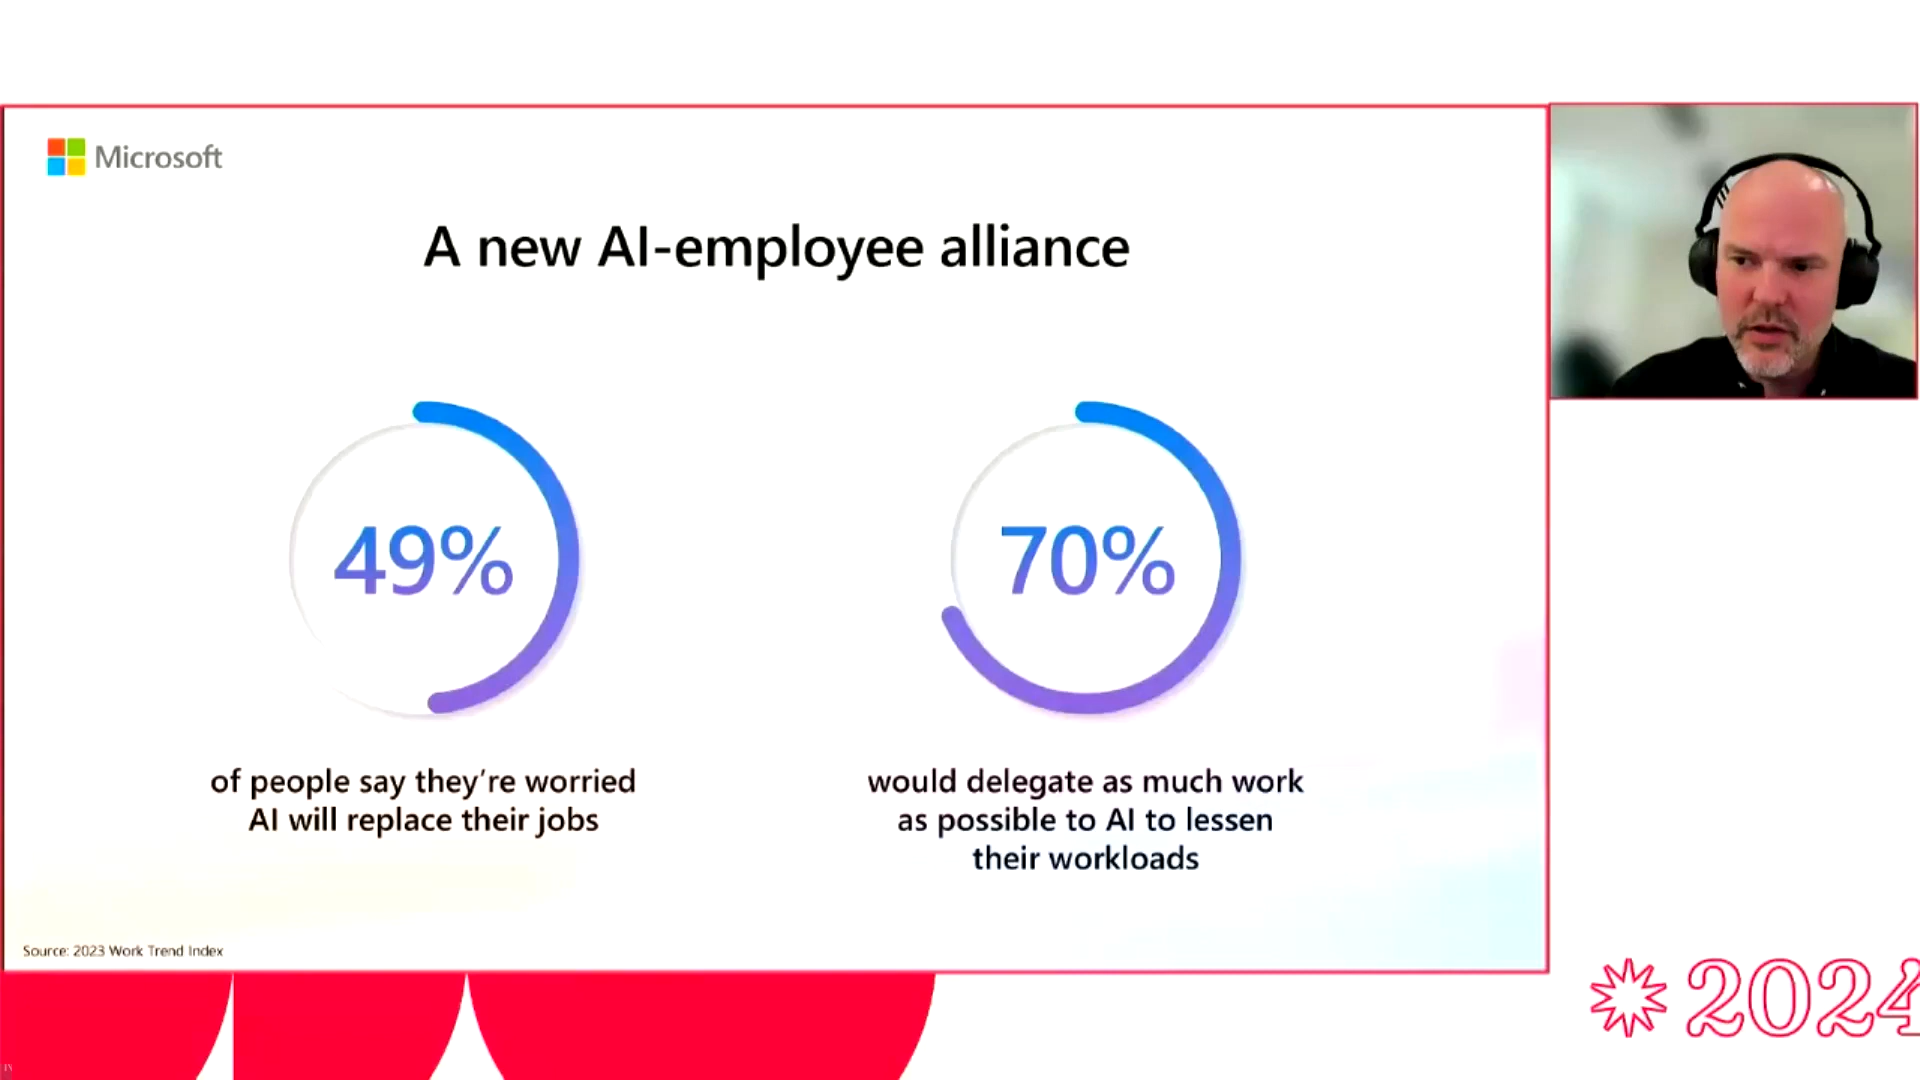 Microsoft
A new AI-employee alliance
49%
70%
of people say they’re worried
AI will replace their jobs
would delegate as much work
as possible to AI to lessen
their workloads
Source: 2023 Work Trend Index
2024